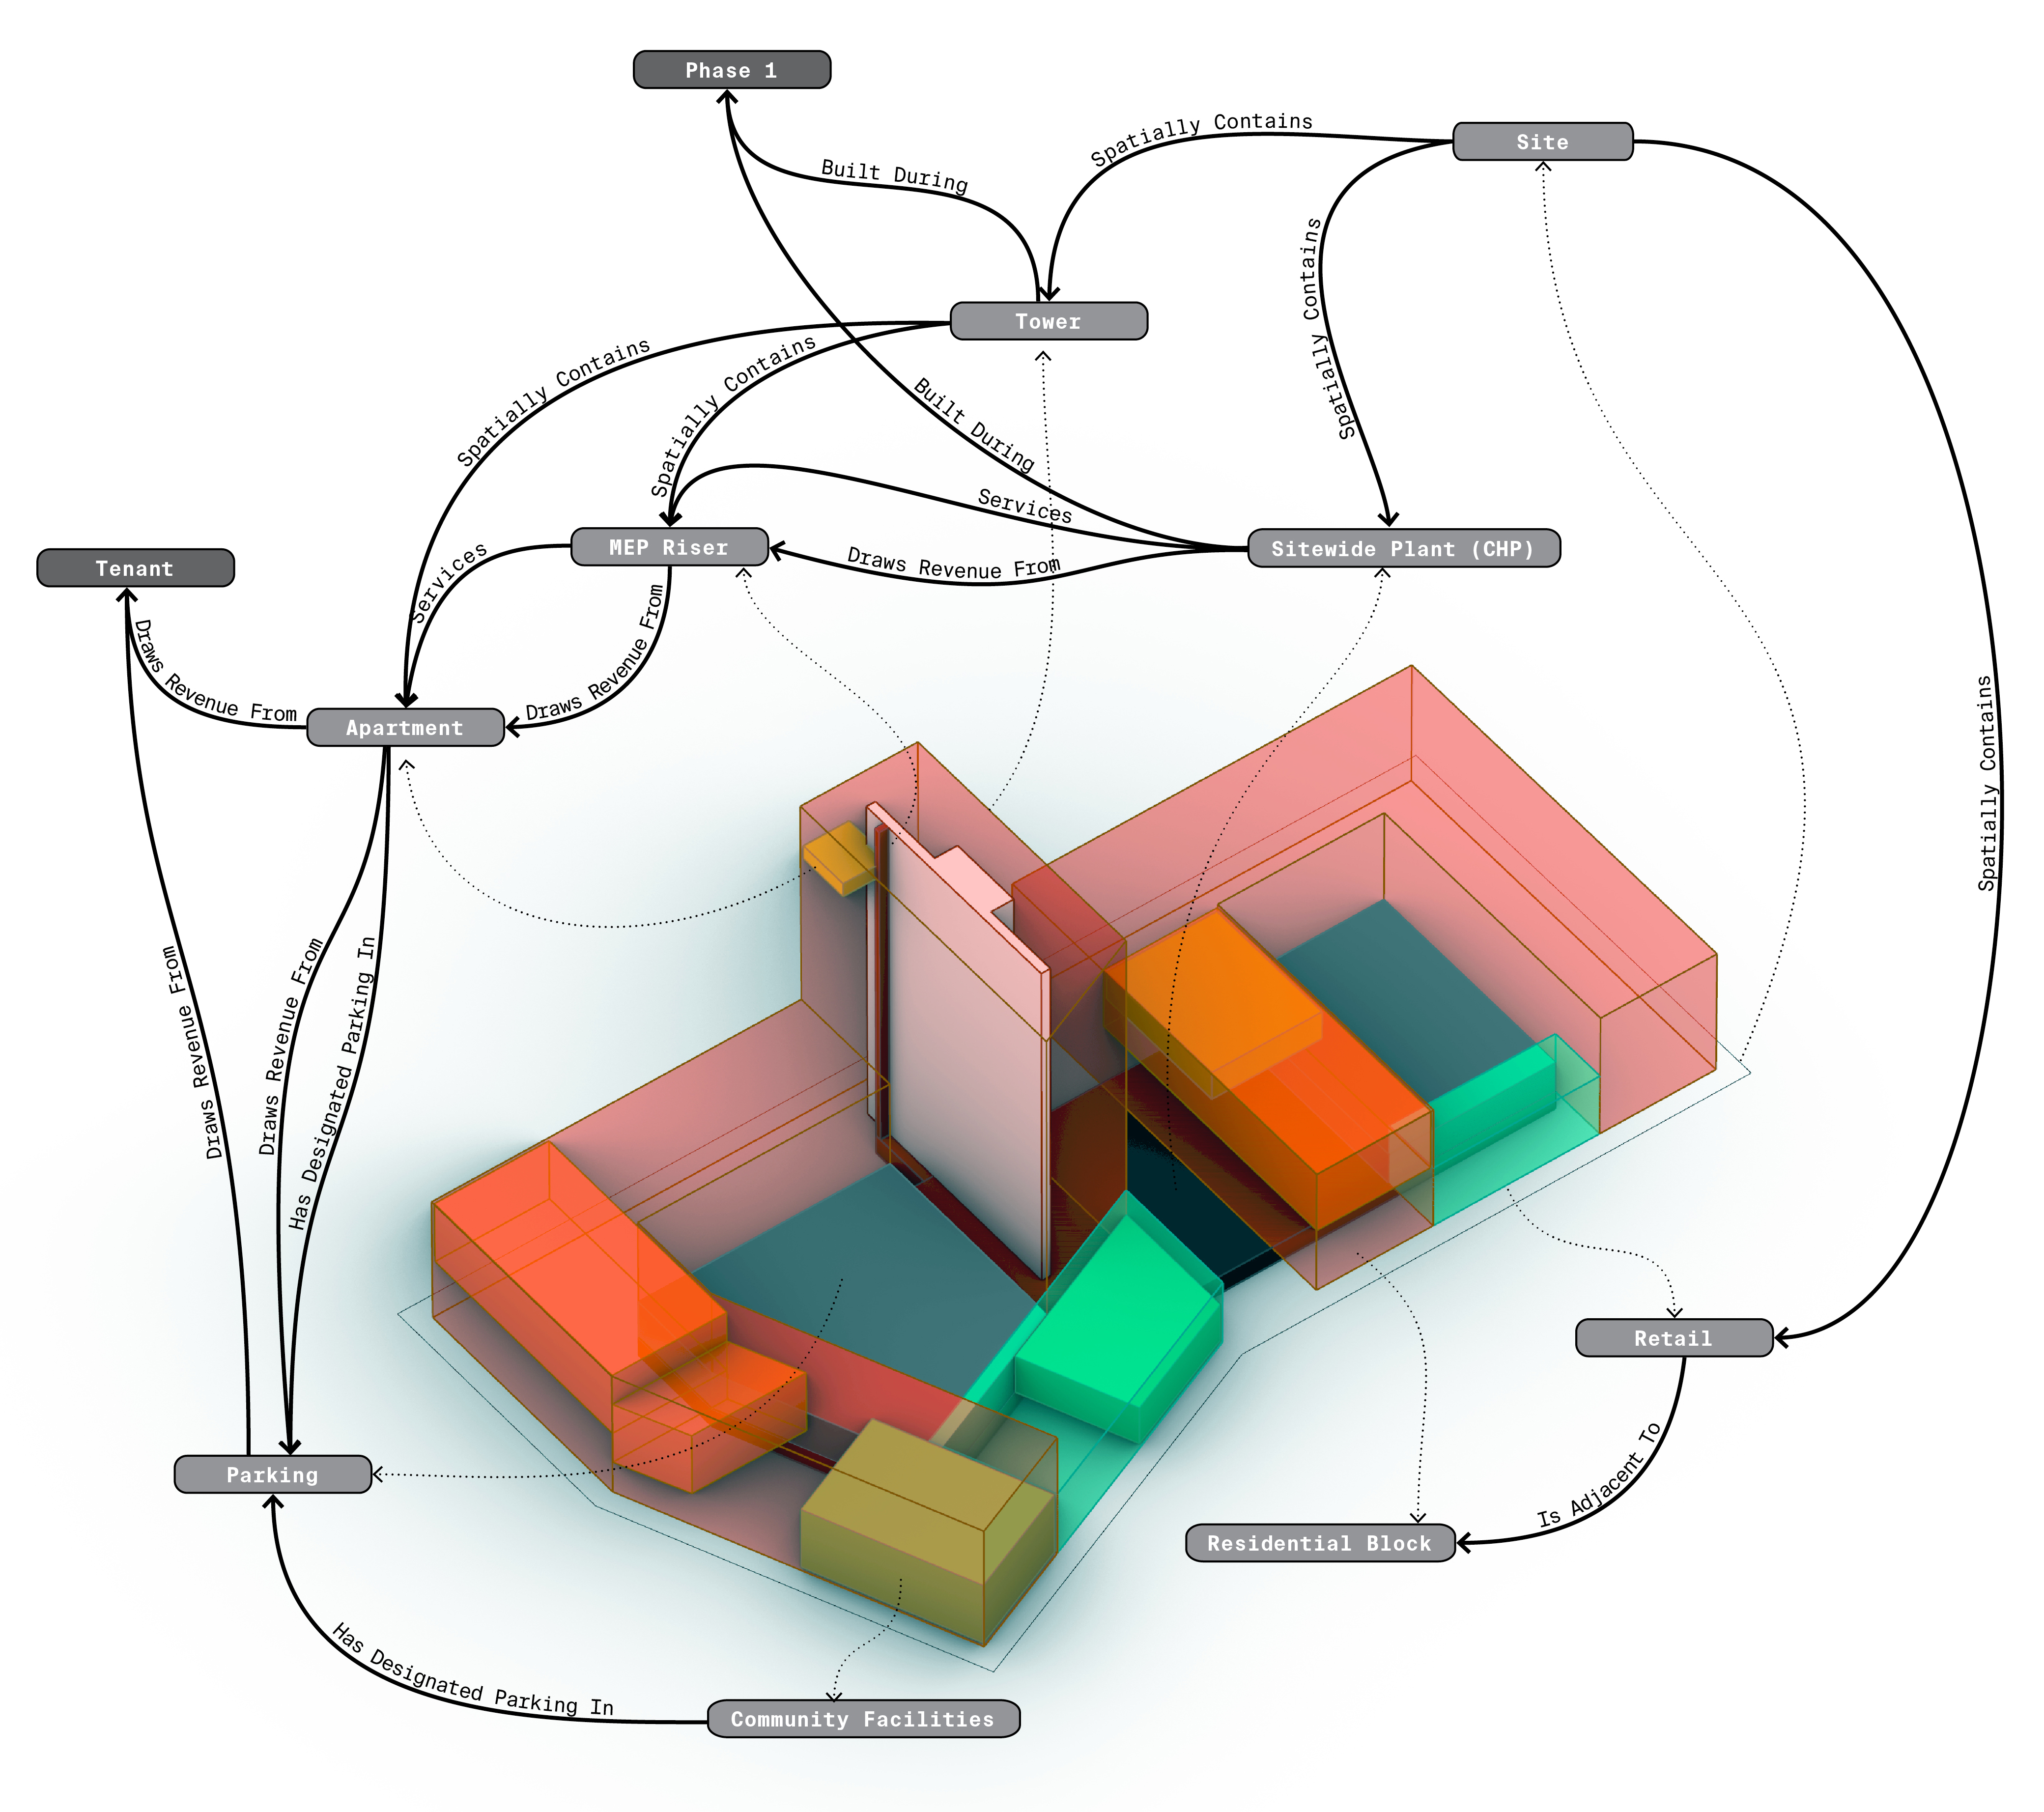 Phase 1
Spatially Contains
Site
Built During
Spatially Contains
Tower
Spatially Contains
Spatially Contains
Built During
Services
MEP Riser
Sitewide Plant (CHP)
Draws Revenue From
Tenant
Services
Draws Revenue From
Draws Revenue From
Apartment
Spatially Contains
Draws Revenue From
Draws Revenue From
Has Designated Parking In
Retail
Parking
Is Adjacent To
Residential Block
Has Designated Parking In
Community Facilities